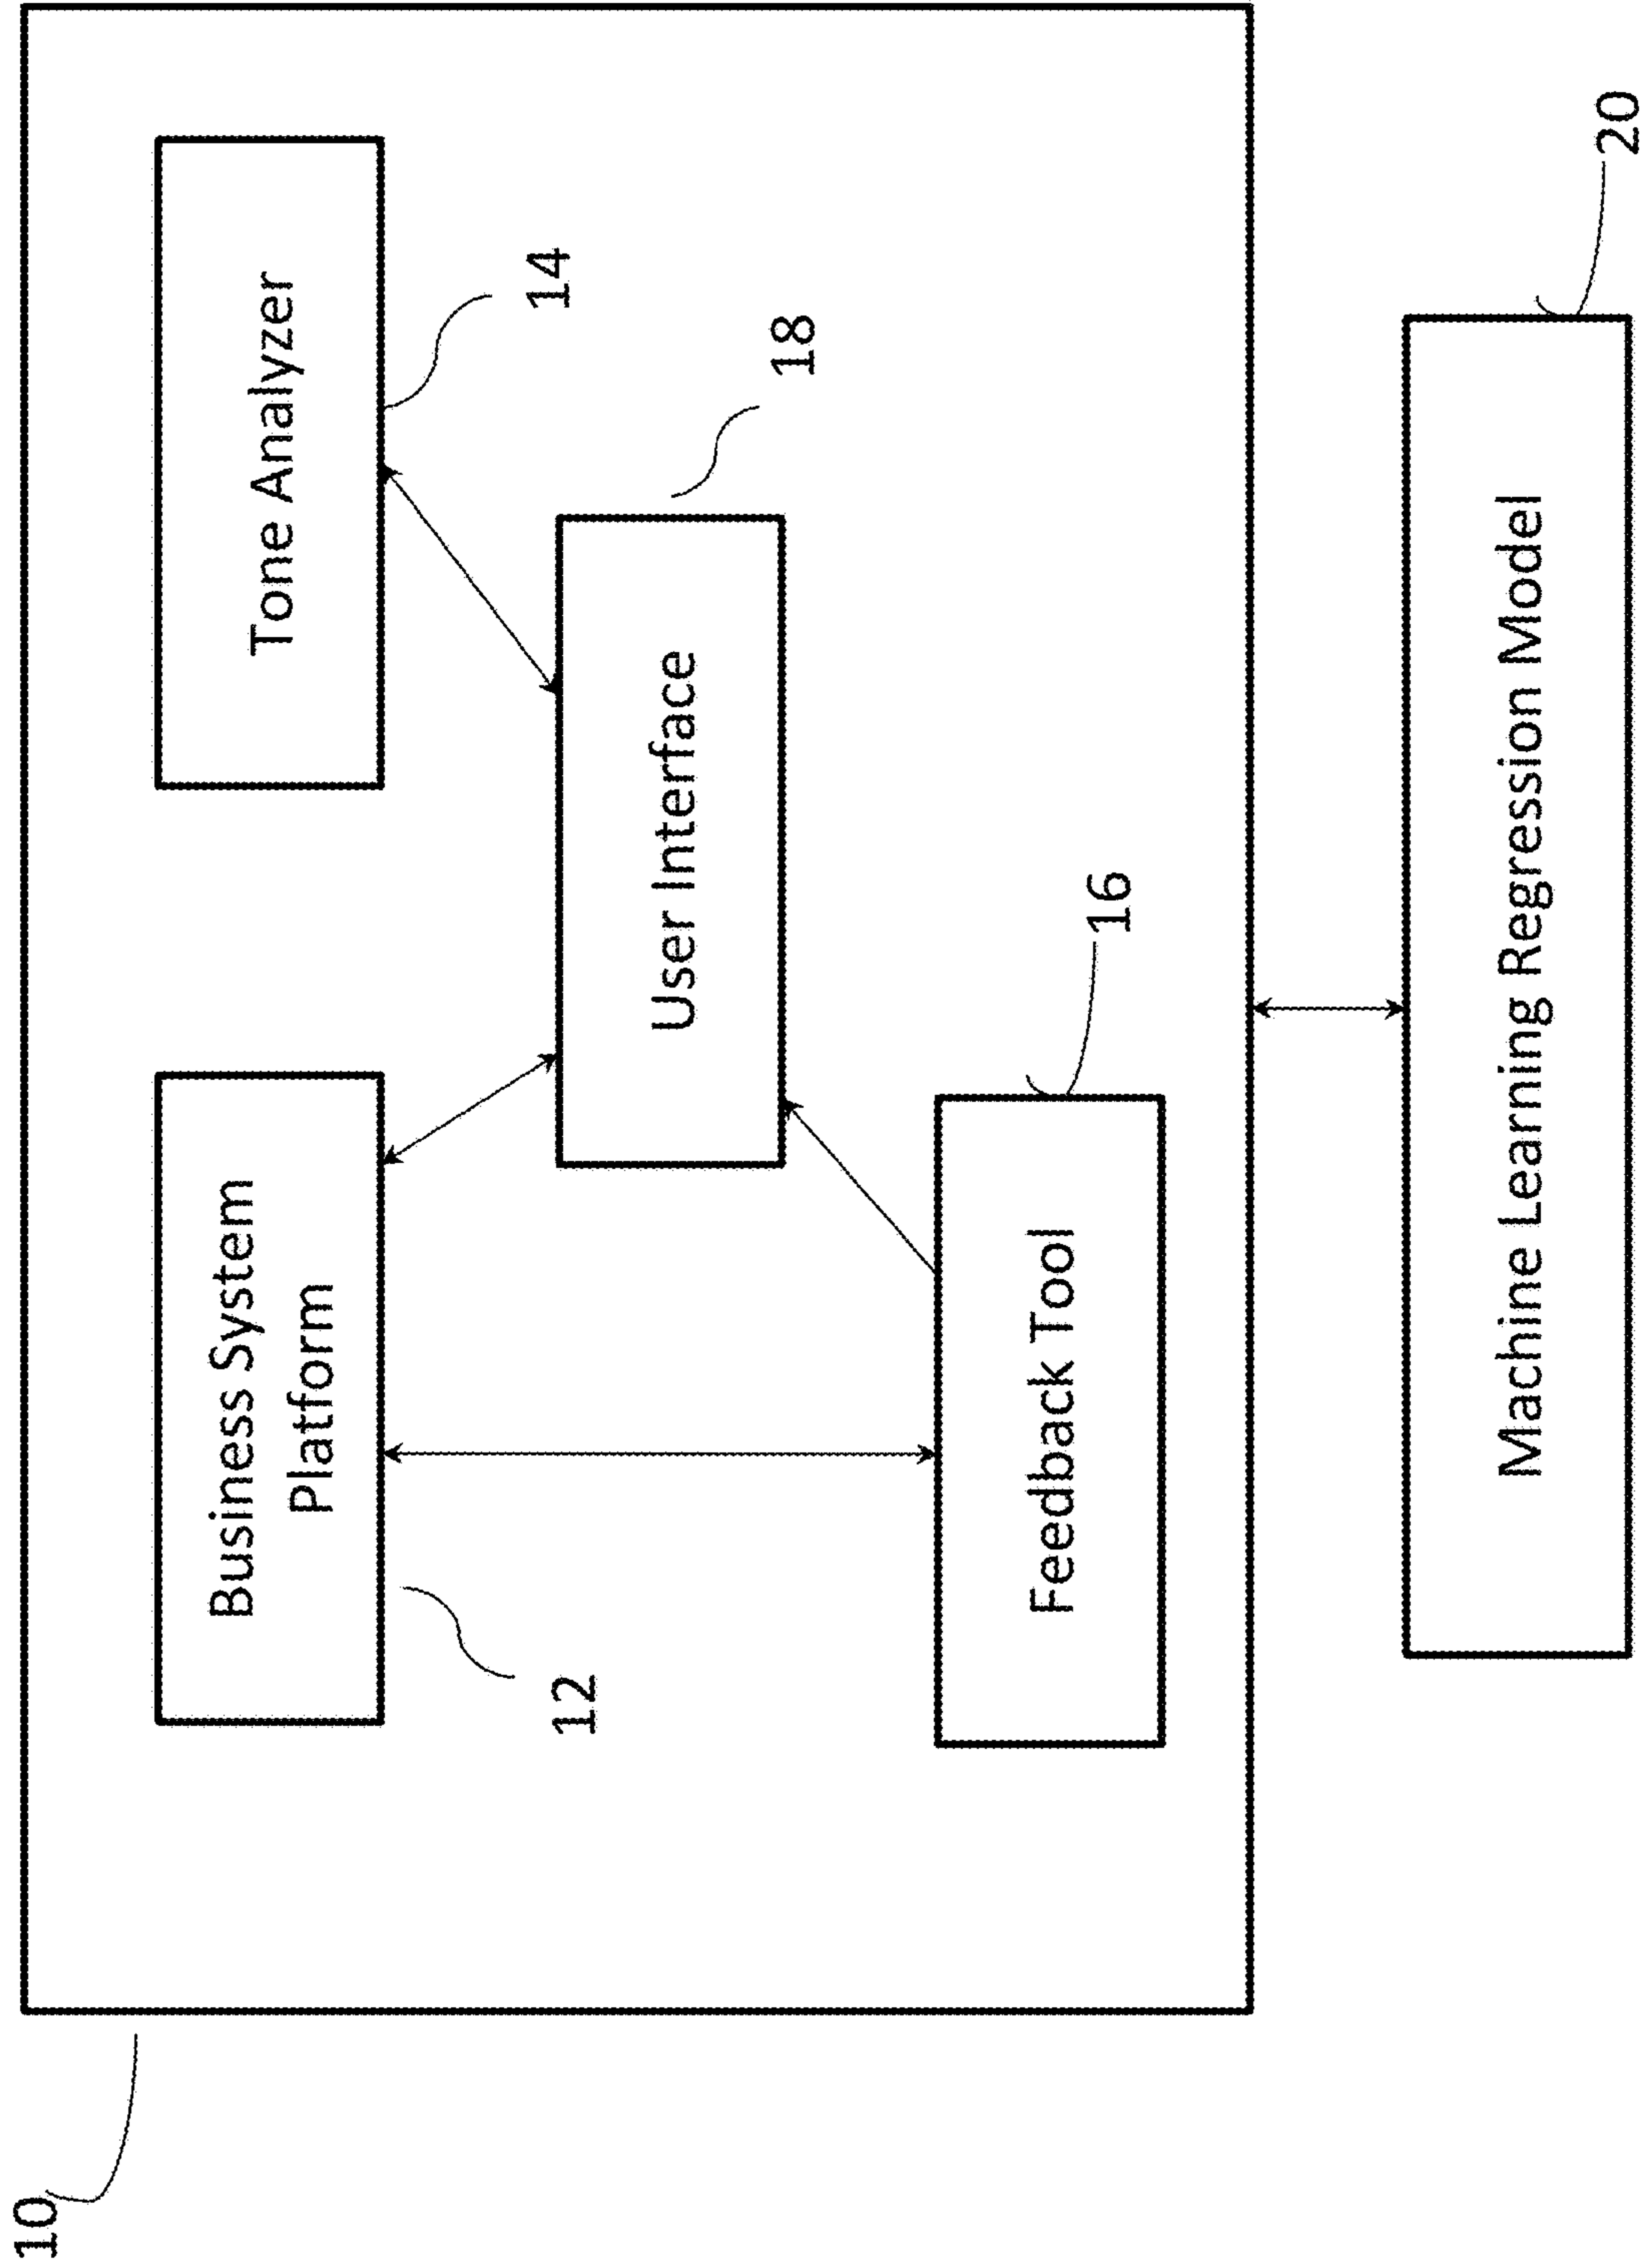 10
Business System
Platform
12
Tone Analyzer
14
User Interface
18
Feedback Tool
16
Machine Learning Regression Model
20